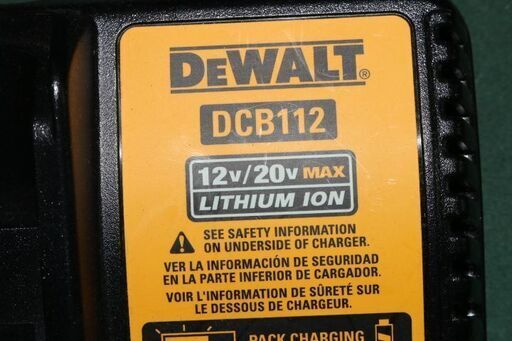 DEWALT®
DCB112
12V/20V MAX
LITHIUM ION
SEE SAFETY INFORMATION
ON UNDERSIDE OF CHARGER.
VER LA INFORMACIÓN DE SEGURIDAD
EN LA PARTE INFERIOR DE CARGADOR.
VOIR L'INFORMATION DE SÛRETÉ SUR
LE DESSOUS DE CHARGEUR.
PACK CHARGING